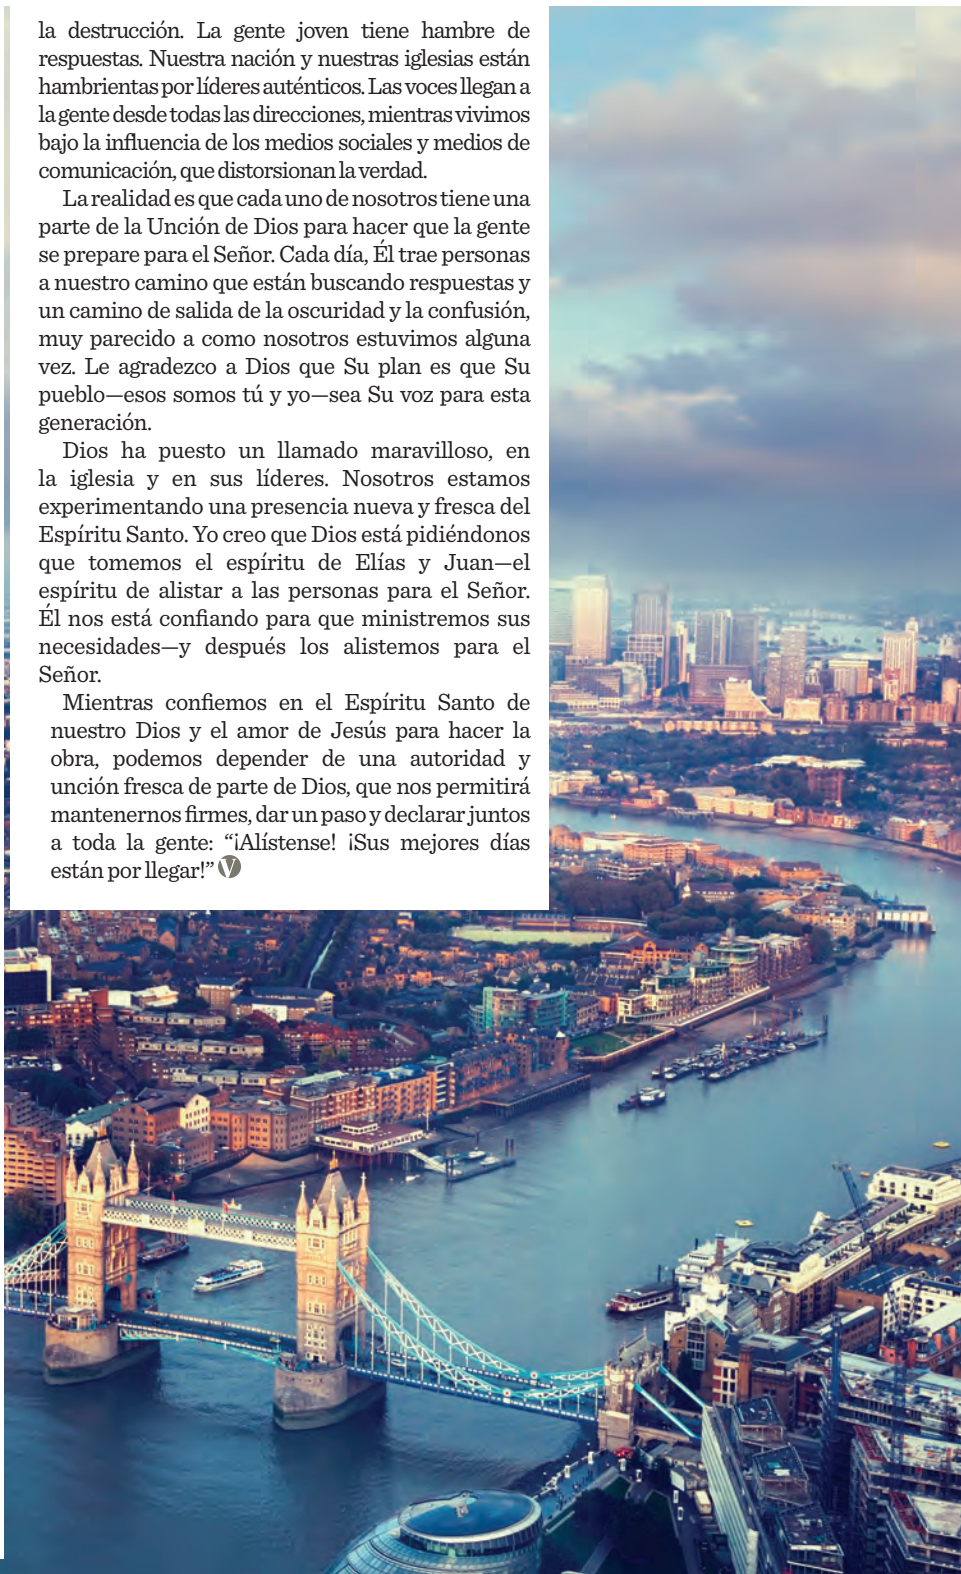 la destrucción. La gente joven tiene hambre de
respuestas. Nuestra nación y nuestras iglesias están
hambrientas por líderes auténticos. Las voces llegan a
la gente desde todas las direcciones, mientras vivimos
bajo la influencia de los medios sociales y medios de
comunicación, que distorsionan la verdad.
La realidad es que cada uno de nosotros tiene una
parte de la Unción de Dios para hacer que la gente
se prepare para el Señor. Cada día, Él trae personas
a nuestro camino que están buscando respuestas y
un camino de salida de la oscuridad y la confusión,
muy parecido a como nosotros estuvimos alguna
vez. Le agradezco a Dios que Su plan es que Su
pueblo—esos somos tú y yo—sea Su voz para esta
generación.
Dios ha puesto un llamado maravilloso, en
la iglesia y en sus líderes. Nosotros estamos
experimentando una presencia nueva y fresca del
Espíritu Santo. Yo creo que Dios está pidiéndonos
que tomemos el espíritu de Elías y Juan—el
espíritu de alistar a las personas para el Señor.
Él nos está confiando para que ministremos sus
necesidades—y después los alistemos para el
Señor.
Mientras confiemos en el Espíritu Santo de
nuestro Dios y el amor de Jesús para hacer la
obra, podemos depender de una autoridad y
unción fresca de parte de Dios, que nos permitirá
mantenernos firmes, dar un paso y declarar juntos
a toda la gente: “¡Alístense! ¡Sus mejores días
están por llegar!” V